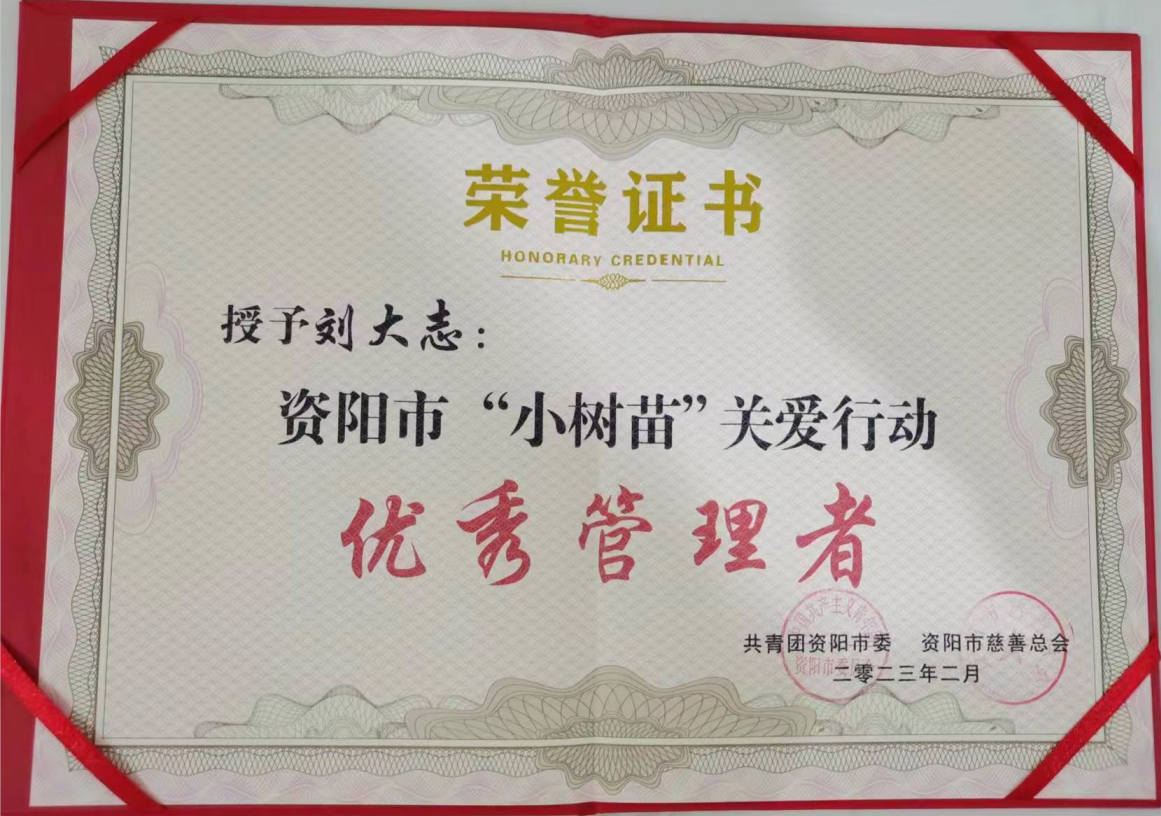 荣誉证书
HONORARY CREDENTIAL
授予刘大志：
资阳市“小树苗”关爱行动
优秀管理者
共青团资阳市委 资阳市慈善总会
二零二三年二月